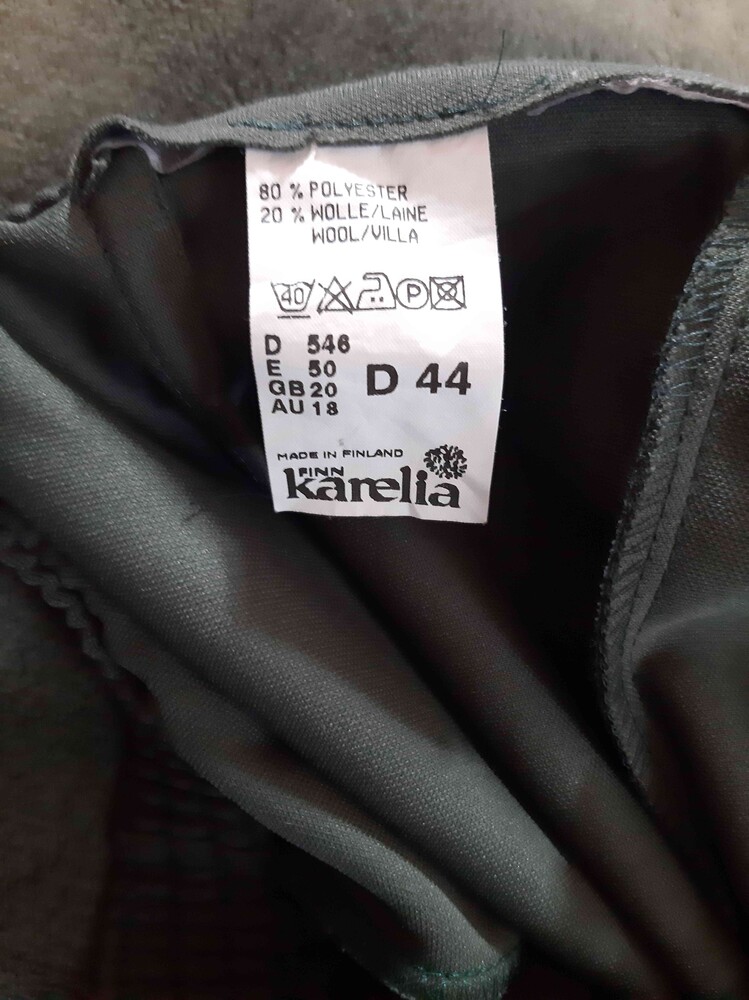 80 % POLYESTER
20 % WOLLE/LAINE
WOOL/VILLA
40 P
D 546
E 50
GB 20
AU 18
D 44
MADE IN FINLAND
FINN
karelia